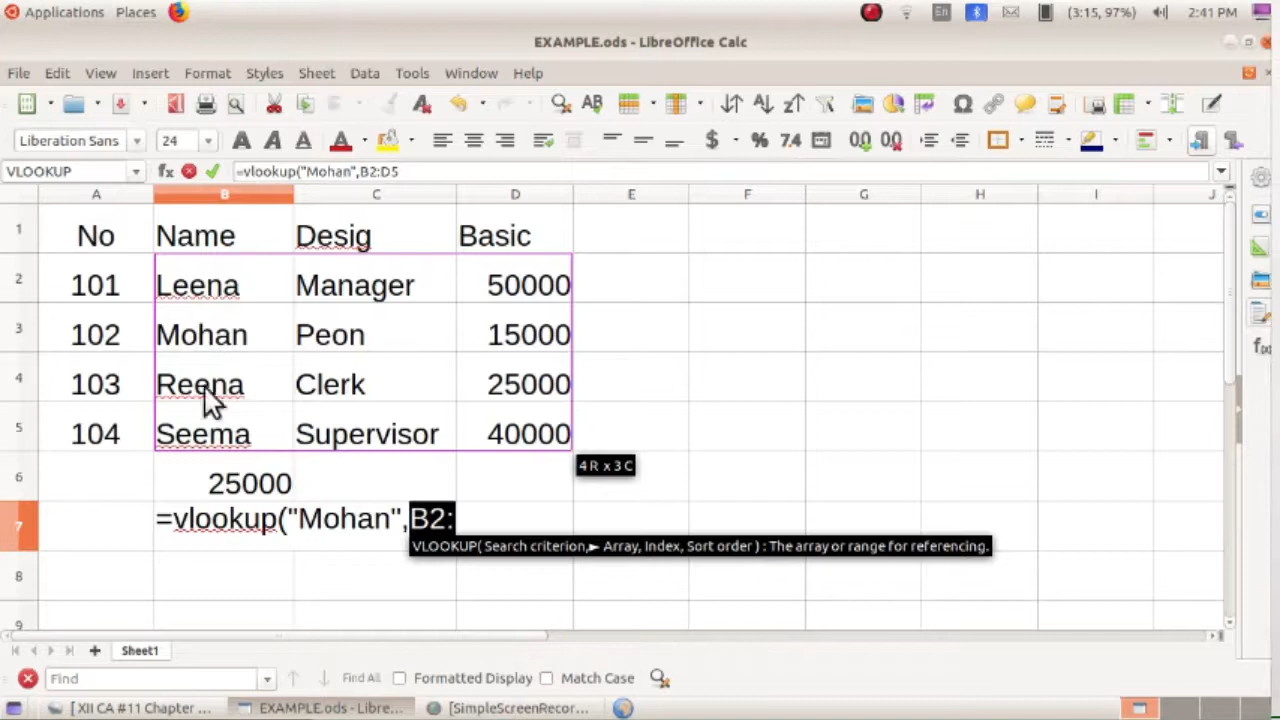 Applications Places En (3:15, 97%) 2:41 PM
EXAMPLE.ods - LibreOffice Calc
File Edit View Insert Format Styles Sheet Data Tools Window Help
Liberation Sans 24
VLOOKUP =vlookup("Mohan",B2:D5
A B C D E F G H I J
1 No Name Desig Basic
2 101 Leena Manager 50000
3 102 Mohan Peon 15000
4 103 Reena Clerk 25000
5 104 Seema Supervisor 40000
4 R x 3 C
6 25000
7 =vlookup("Mohan",B2:
VLOOKUP( Search criterion,► Array, Index, Sort order ) : The array or range for referencing.
8
9
Sheet1
Find Find All Formatted Display Match Case
[ XII CA #11 Chapter ... EXAMPLE.ods - Libre... [SimpleScreenRecor...